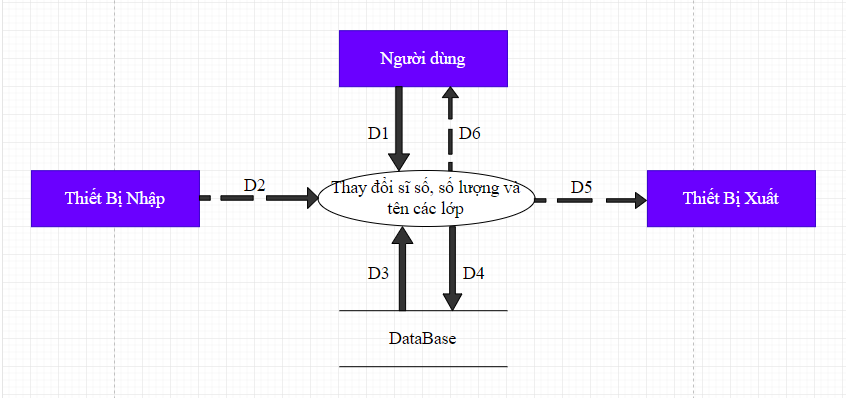 Người dùng
D1
D6
Thiết Bị Nhập
D2
Thay đổi sĩ số, số lượng và
tên các lớp
D5
Thiết Bị Xuất
D3
D4
DataBase